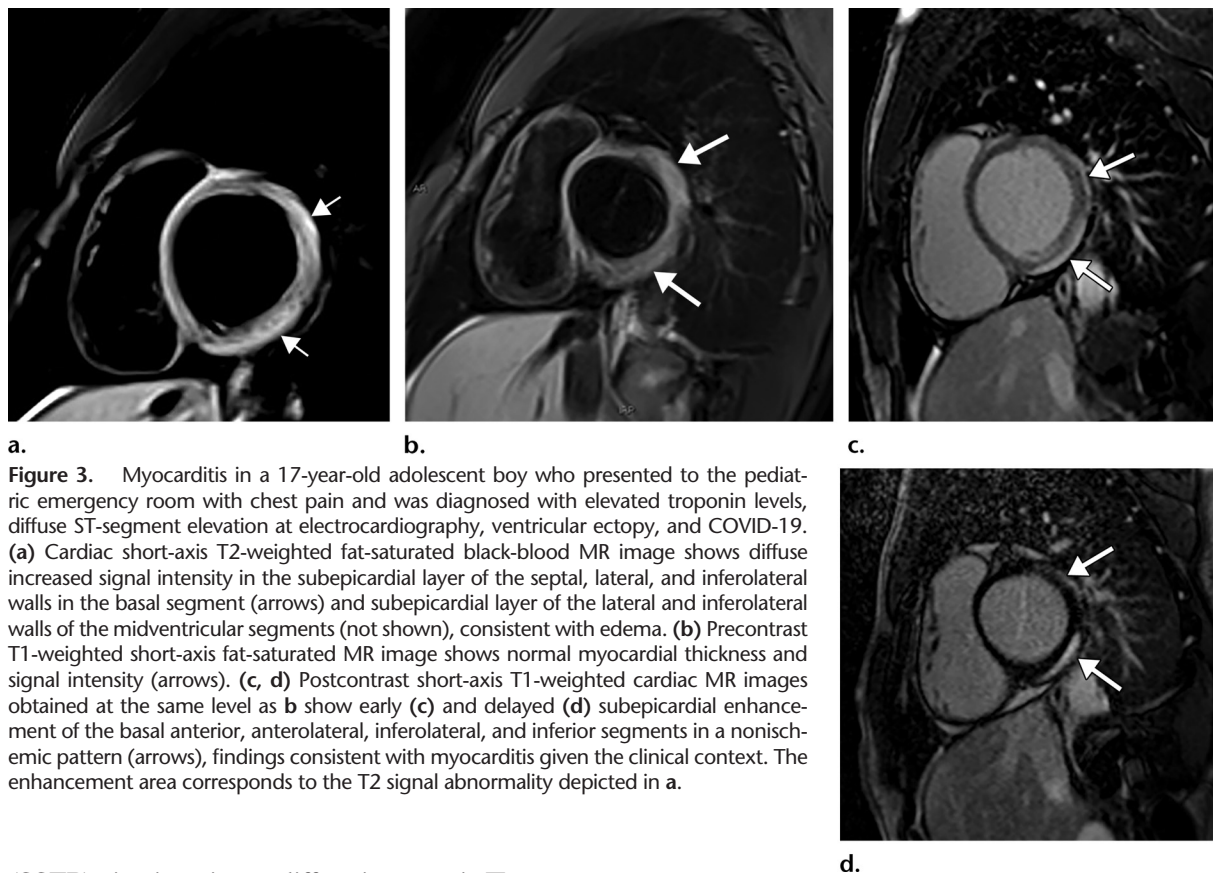 AR
IRP
a.
b.
c.
Figure 3. Myocarditis in a 17-year-old adolescent boy who presented to the pediat-
ric emergency room with chest pain and was diagnosed with elevated troponin levels,
diffuse ST-segment elevation at electrocardiography, ventricular ectopy, and COVID-19.
(a) Cardiac short-axis T2-weighted fat-saturated black-blood MR image shows diffuse
increased signal intensity in the subepicardial layer of the septal, lateral, and inferolateral
walls in the basal segment (arrows) and subepicardial layer of the lateral and inferolateral
walls of the midventricular segments (not shown), consistent with edema. (b) Precontrast
T1-weighted short-axis fat-saturated MR image shows normal myocardial thickness and
signal intensity (arrows). (c, d) Postcontrast short-axis T1-weighted cardiac MR images
obtained at the same level as b show early (c) and delayed (d) subepicardial enhance-
ment of the basal anterior, anterolateral, inferolateral, and inferior segments in a nonisch-
emic pattern (arrows), findings consistent with myocarditis given the clinical context. The
enhancement area corresponds to the T2 signal abnormality depicted in a.
d.